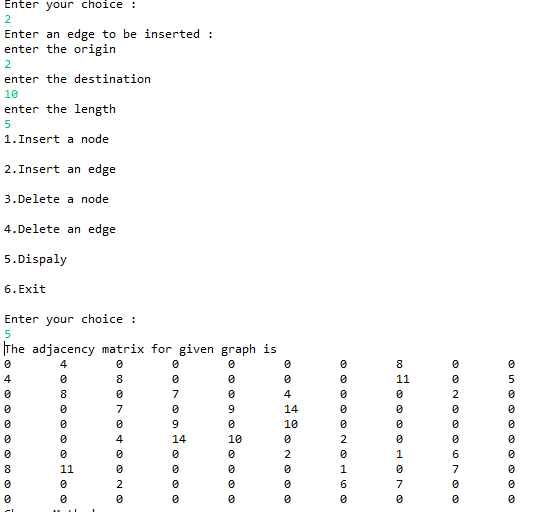 Enter your choice :
2
Enter an edge to be inserted :
enter the origin
2
enter the destination
10
enter the length
5
1.Insert a node
2.Insert an edge
3.Delete a node
4.Delete an edge
5.Dispaly
6.Exit
Enter your choice :
5
The adjacency matrix for given graph is
0 4 0 0 0 0 0 8 0 0
4 0 8 0 0 0 0 11 0 5
0 8 0 7 0 4 0 0 2 0
0 0 7 0 9 14 0 0 0 0
0 0 0 9 0 10 0 0 0 0
0 0 4 14 10 0 2 0 0 0
0 0 0 0 0 2 0 1 6 0
8 11 0 0 0 0 1 0 7 0
0 0 2 0 0 0 6 7 0 0
0 0 0 0 0 0 0 0 0 0